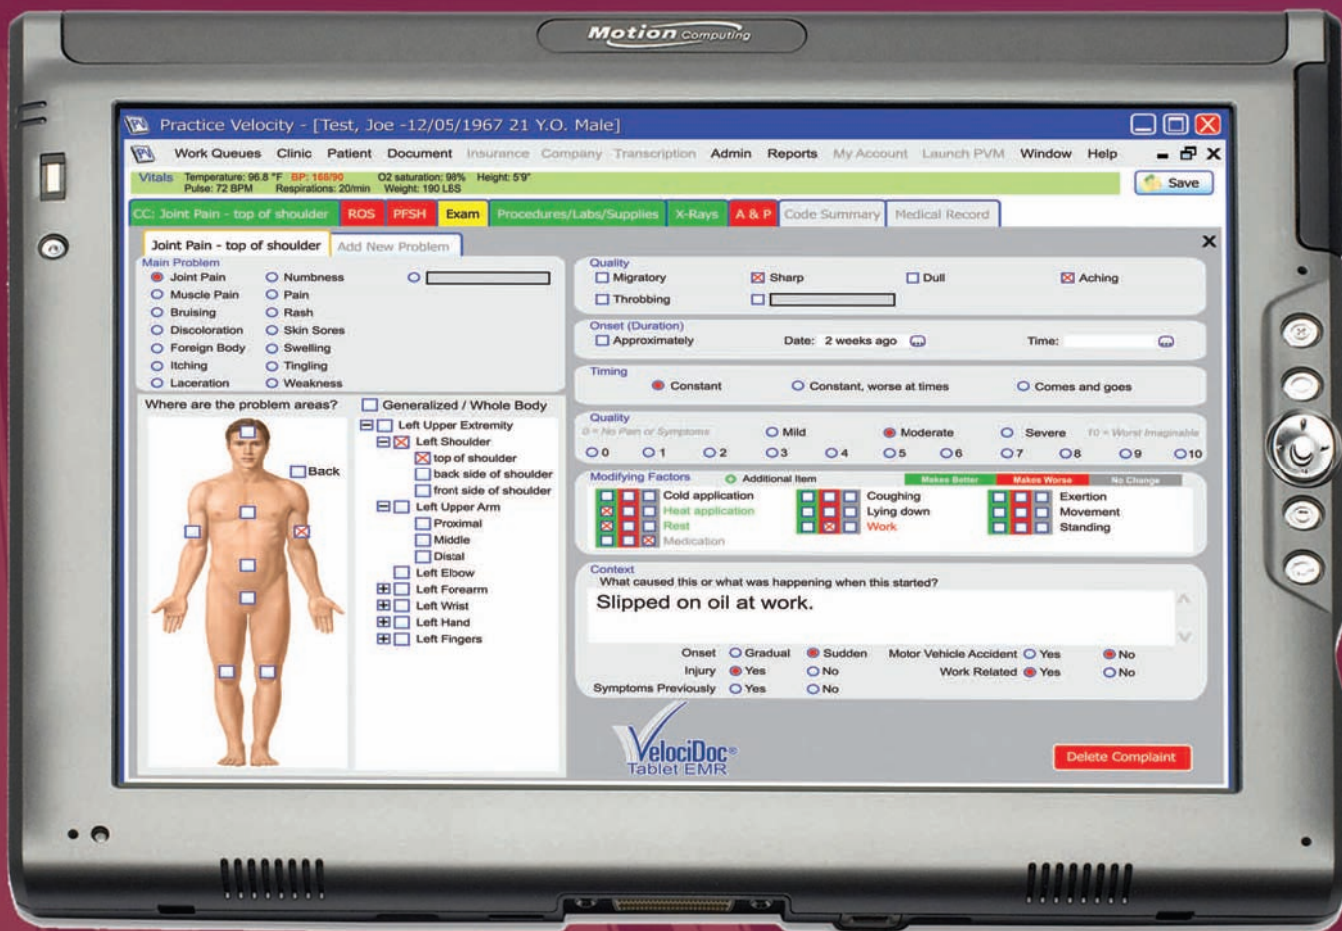 Motion Computing
PV Practice Velocity - [Test, Joe -12/05/1967 21 Y.O. Male]
PV Work Queues Clinic Patient Document Insurance Company Transcription Admin Reports My Account Launch PVM Window Help
Vitals Temperature: 96.8 °F BP: 168/90 O2 saturation: 98% Height: 5'9"
Pulse: 72 BPM Respirations: 20/min Weight: 190 LBS
Save
CC: Joint Pain - top of shoulder ROS PFSH Exam Procedures/Labs/Supplies X-Rays A & P Code Summary Medical Record
Joint Pain - top of shoulder Add New Problem
Main Problem
Joint Pain Numbness
Muscle Pain Pain
Bruising Rash
Discoloration Skin Sores
Foreign Body Swelling
Itching Tingling
Laceration Weakness
Where are the problem areas? Generalized / Whole Body
Back
Left Upper Extremity
Left Shoulder
top of shoulder
back side of shoulder
front side of shoulder
Left Upper Arm
Proximal
Middle
Distal
Left Elbow
Left Forearm
Left Wrist
Left Hand
Left Fingers
Quality
Migratory Sharp Dull Aching
Throbbing
Onset (Duration)
Approximately Date: 2 weeks ago Time:
Timing
Constant Constant, worse at times Comes and goes
Quality
0 = No Pain or Symptoms Mild Moderate Severe 10 = Worst Imaginable
0 1 2 3 4 5 6 7 8 9 10
Modifying Factors Additional Item Makes Better Makes Worse No Change
Cold application Coughing Exertion
Heat application Lying down Movement
Rest Work Standing
Medication
Context
What caused this or what was happening when this started?
Slipped on oil at work.
Onset Gradual Sudden Motor Vehicle Accident Yes No
Injury Yes No Work Related Yes No
Symptoms Previously Yes No
VelociDoc®
Tablet EMR
Delete Complaint